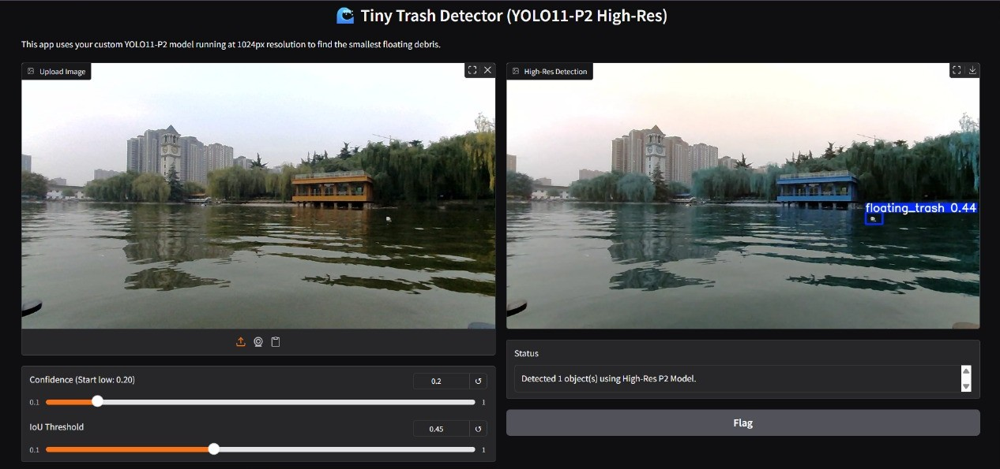 Tiny Trash Detector (YOLO11-P2 High-Res)
This app uses your custom YOLO11-P2 model running at 1024px resolution to find the smallest floating debris.
Upload Image
High-Res Detection
floating_trash 0.44
Status
Detected 1 object(s) using High-Res P2 Model.
Flag
Confidence (Start low: 0.20)
0.2
0.1
1
IoU Threshold
0.45
0.1
1